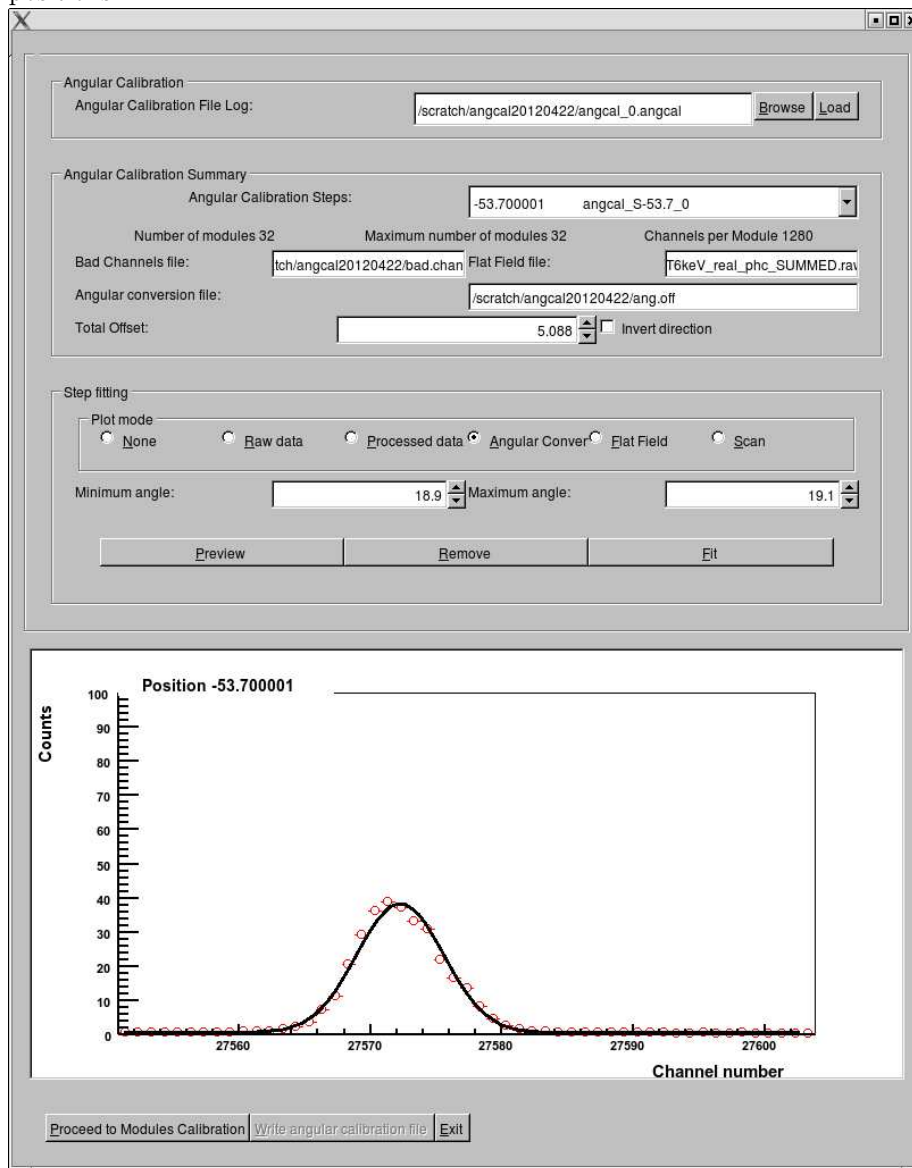 Angular Calibration
Angular Calibration File Log: /scratch/angcal20120422/angcal_0.angcal Browse Load
Angular Calibration Summary
Angular Calibration Steps: -53.700001 angcal_S-53.7_0
Number of modules 32 Maximum number of modules 32 Channels per Module 1280
Bad Channels file: tch/angcal20120422/bad.chan Flat Field file: T6keV_real_phc_SUMMED.raw
Angular conversion file: /scratch/angcal20120422/ang.off
Total Offset: 5.088 Invert direction
Step fitting
Plot mode
None Raw data Processed data Angular Conver Flat Field Scan
Minimum angle: 18.9 Maximum angle: 19.1
Preview Remove Fit
Position -53.700001
Counts
100
90
80
70
60
50
40
30
20
10
0
27560 27570 27580 27590 27600
Channel number
Proceed to Modules Calibration Write angular calibration file Exit